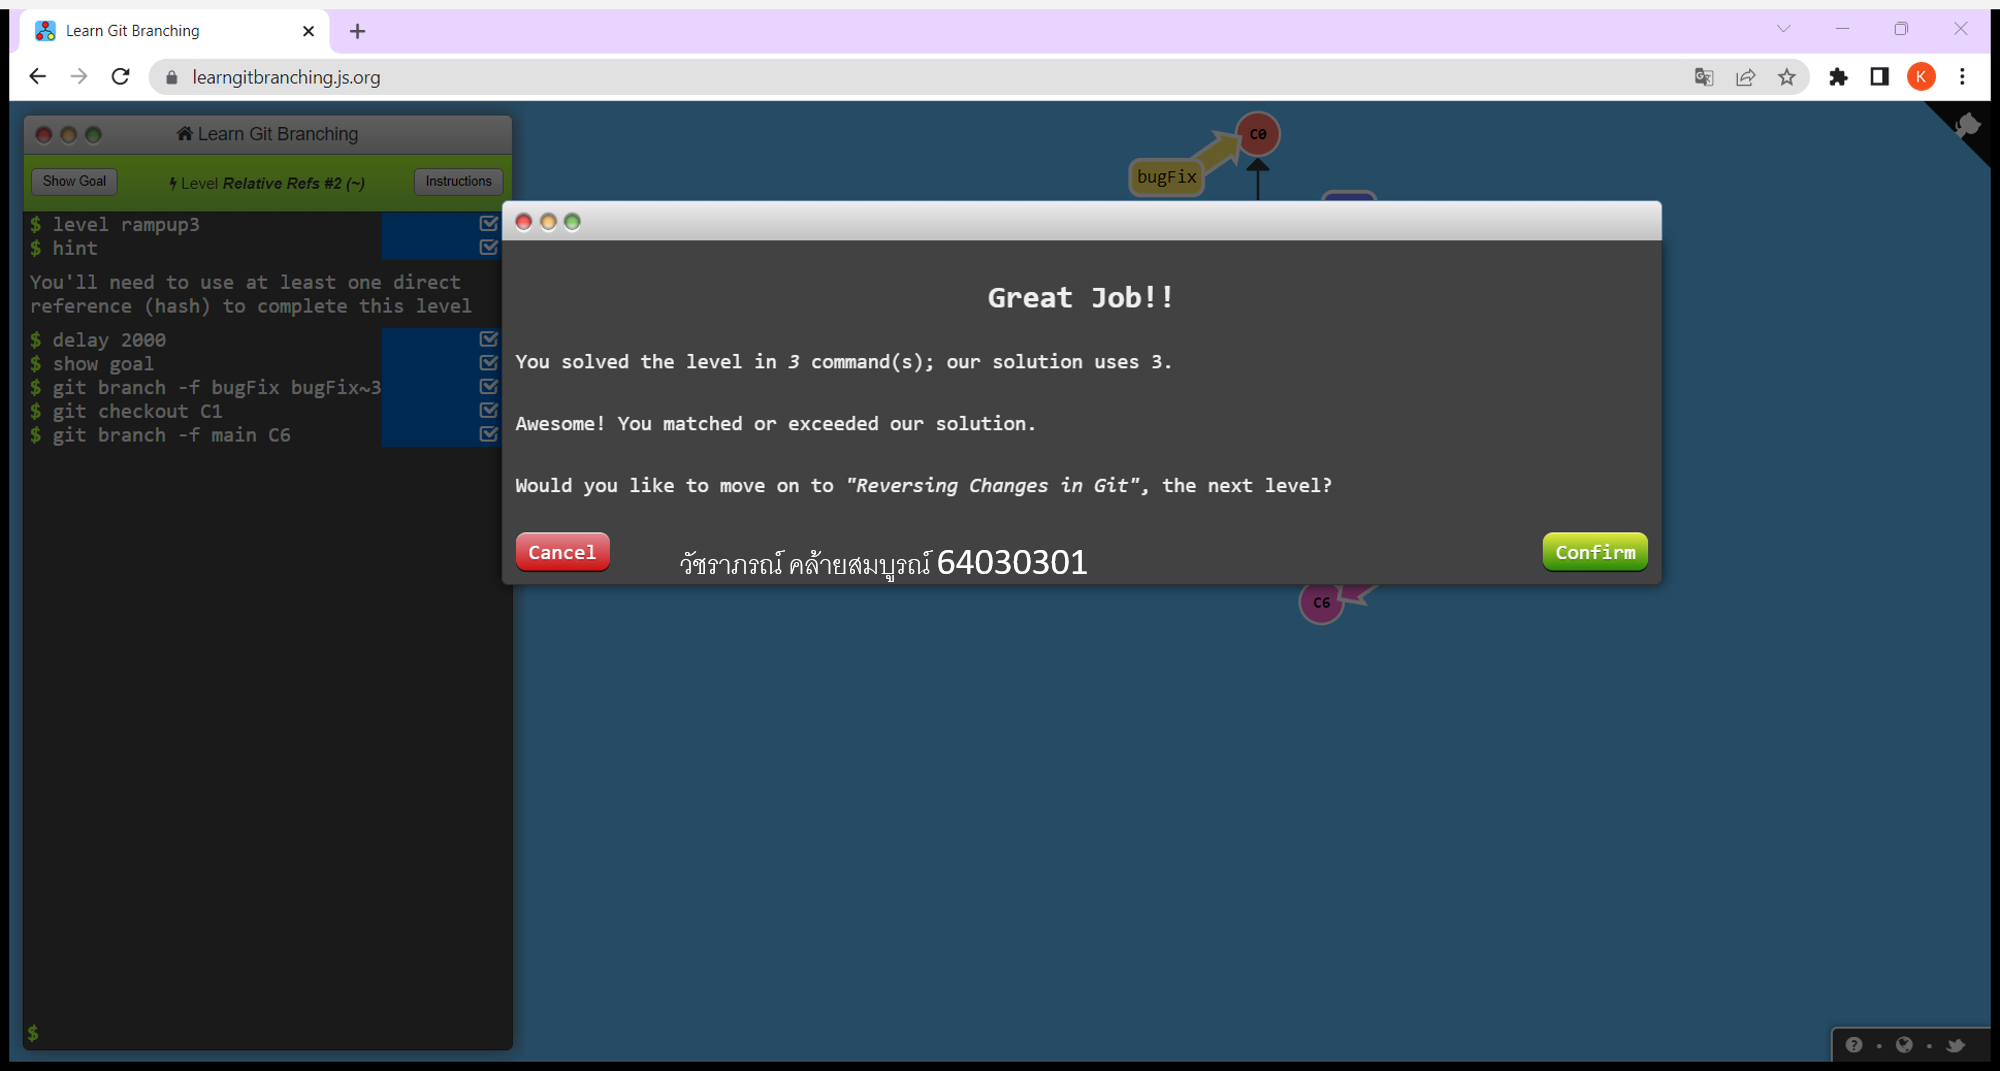 Learn Git Branching
learngitbranching.js.org
K
Learn Git Branching
Show Goal
Level Relative Refs #2 (~)
Instructions
$ level rampup3
$ hint
You'll need to use at least one direct
reference (hash) to complete this level
$ delay 2000
$ show goal
$ git branch -f bugFix bugFix~3
$ git checkout C1
$ git branch -f main C6
$
C0
bugFix
Great Job!!
You solved the level in 3 command(s); our solution uses 3.
Awesome! You matched or exceeded our solution.
Would you like to move on to "Reversing Changes in Git", the next level?
Cancel
วัชราภรณ์ คล้ายสมบูรณ์ 64030301
Confirm
C6